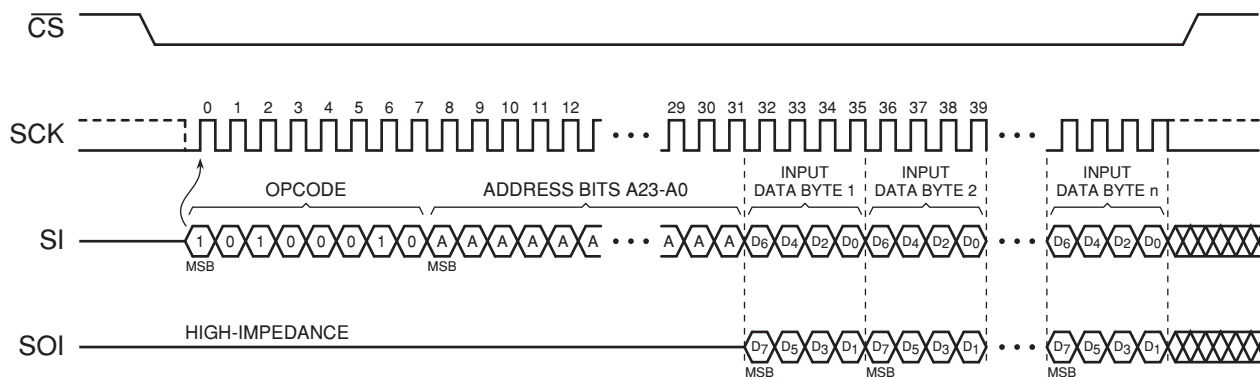 CS
0 1 2 3 4 5 6 7 8 9 10 11 12 29 30 31 32 33 34 35 36 37 38 39
SCK
OPCODE
ADDRESS BITS A23-A0
INPUT
DATA BYTE 1
INPUT
DATA BYTE 2
INPUT
DATA BYTE n
SI
1 0 1 0 0 0 1 0 A A A A A A A A A D6 D4 D2 D0 D6 D4 D2 D0 D6 D4 D2 D0
MSB MSB
HIGH-IMPEDANCE
SOI
D7 D5 D3 D1 D7 D5 D3 D1 D7 D5 D3 D1
MSB MSB MSB